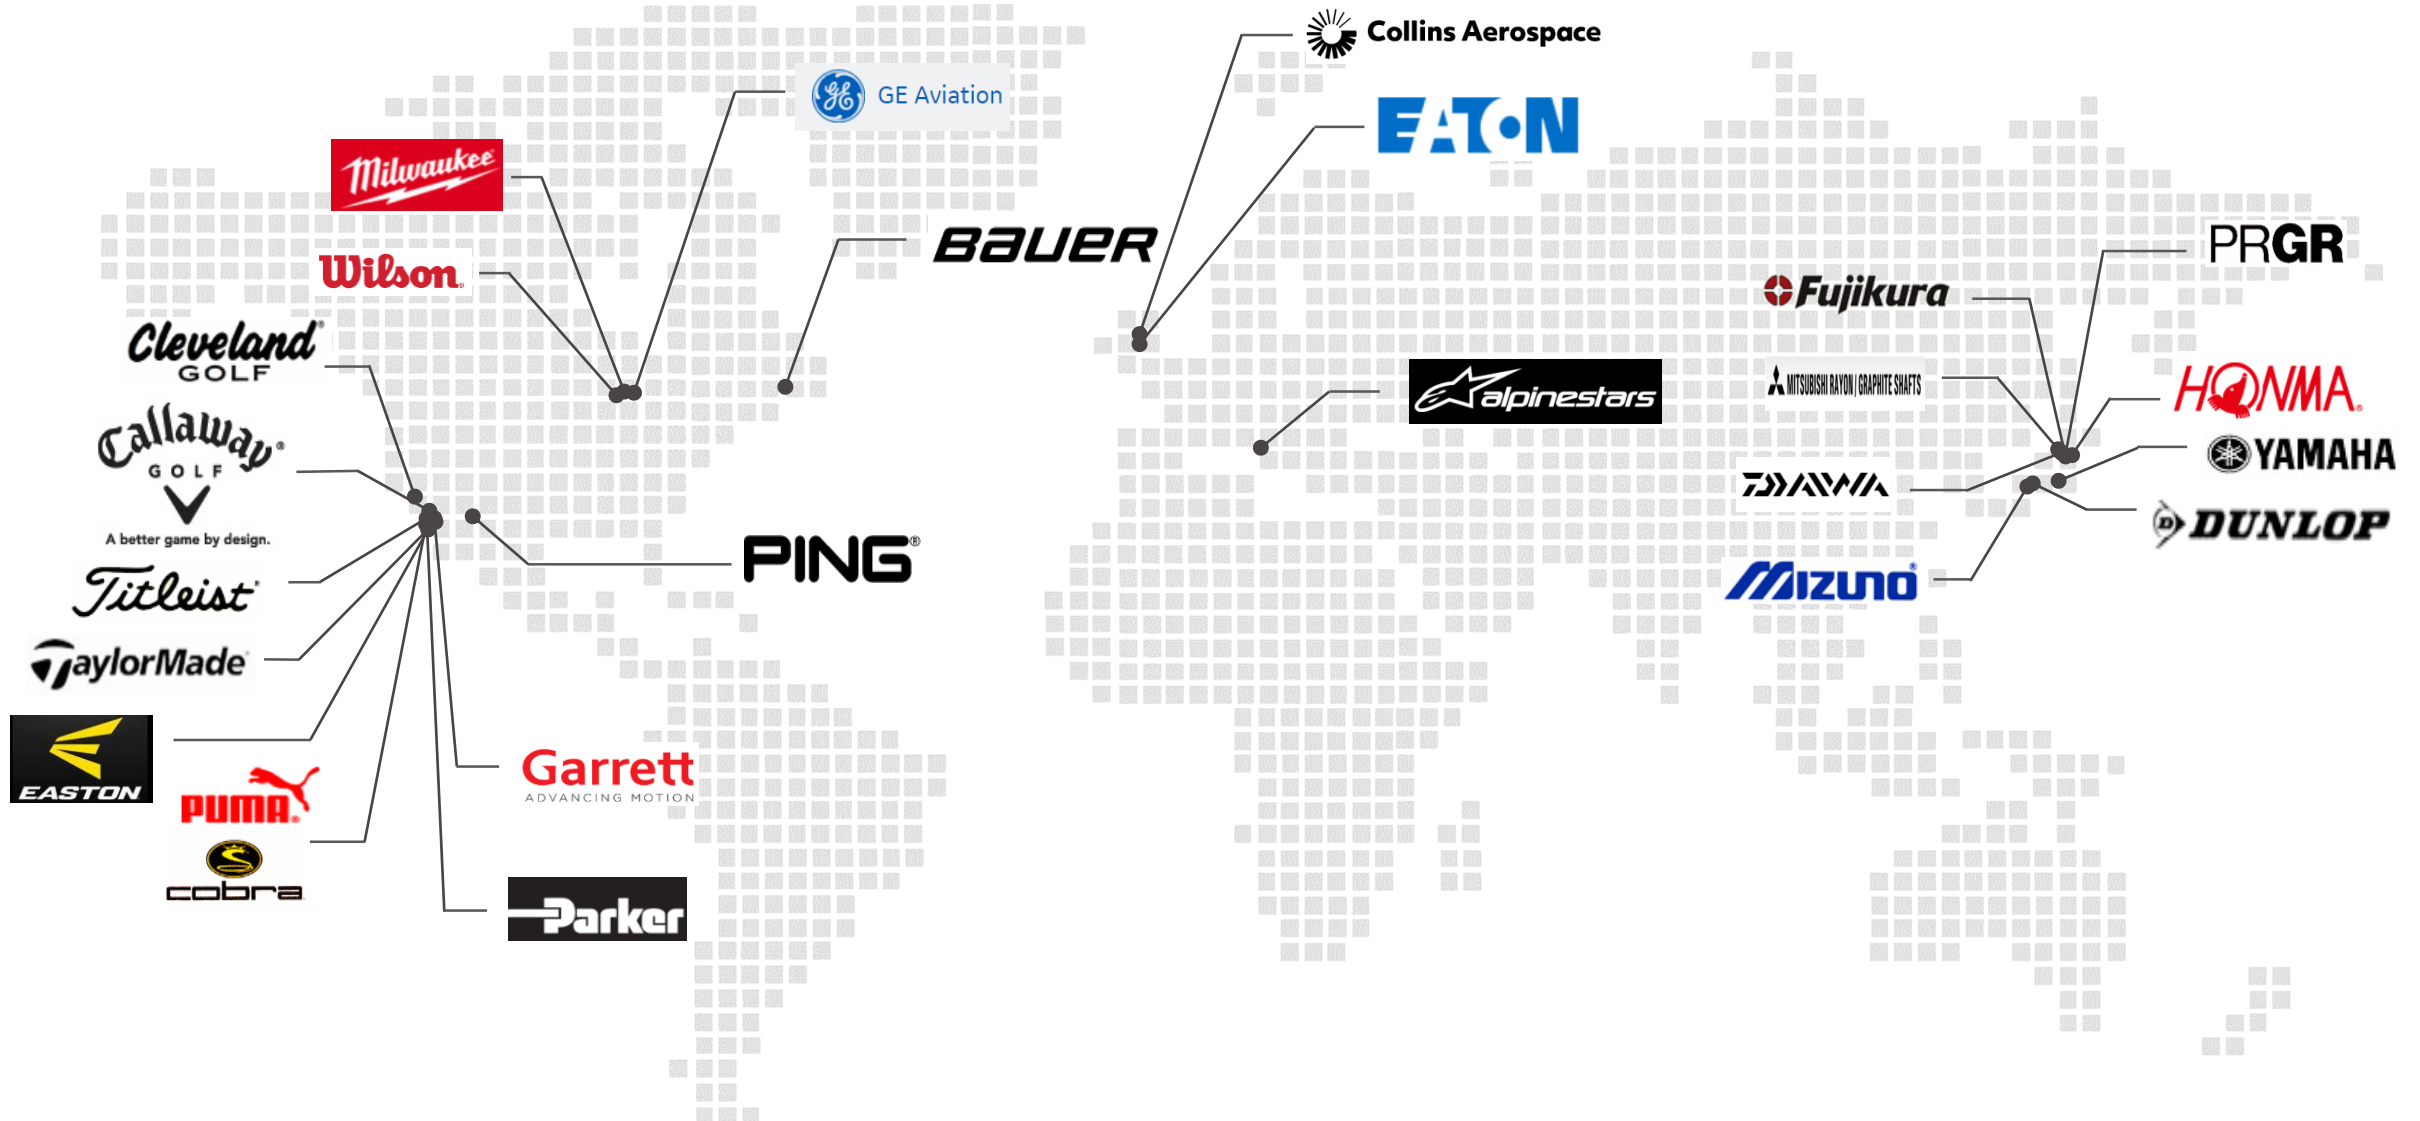 Collins Aerospace
GE Aviation
EATON
Milwaukee
BAUER
PRGR
Wilson
Fujikura
Cleveland®
GOLF
alpinestars
MITSUBISHI RAYON | GRAPHITE SHAFTS
HONMA®
Callaway®
GOLF
A better game by design.
YAMAHA
DAIWA
D DUNLOP
PING®
Titleist
MIZUNO®
TaylorMade
EASTON
Garrett
ADVANCING MOTION
PUMA®
cobra
Parker